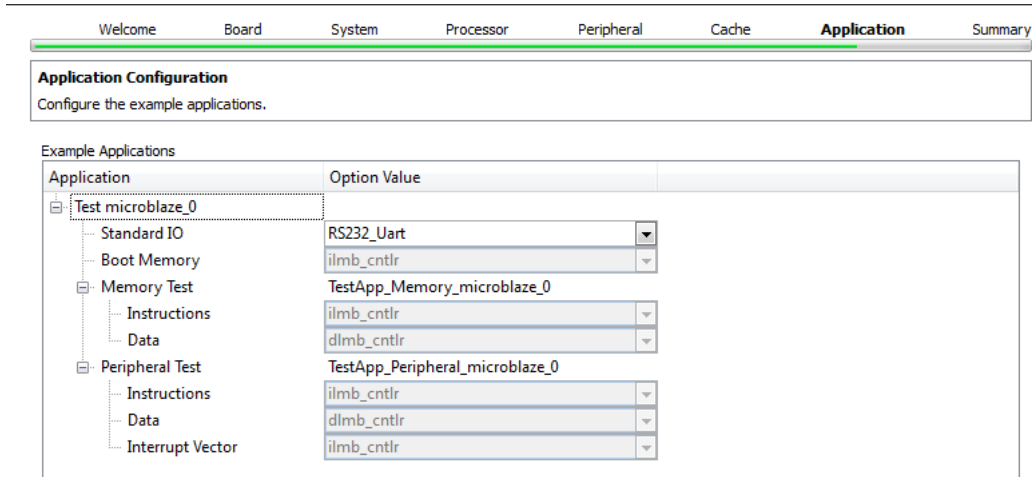 Welcome Board System Processor Peripheral Cache Application Summary
Application Configuration
Configure the example applications.
Example Applications
Application Option Value
Test microblaze_0
Standard IO RS232_Uart
Boot Memory ilmb_cntlr
Memory Test TestApp_Memory_microblaze_0
Instructions ilmb_cntlr
Data dlmb_cntlr
Peripheral Test TestApp_Peripheral_microblaze_0
Instructions ilmb_cntlr
Data dlmb_cntlr
Interrupt Vector ilmb_cntlr